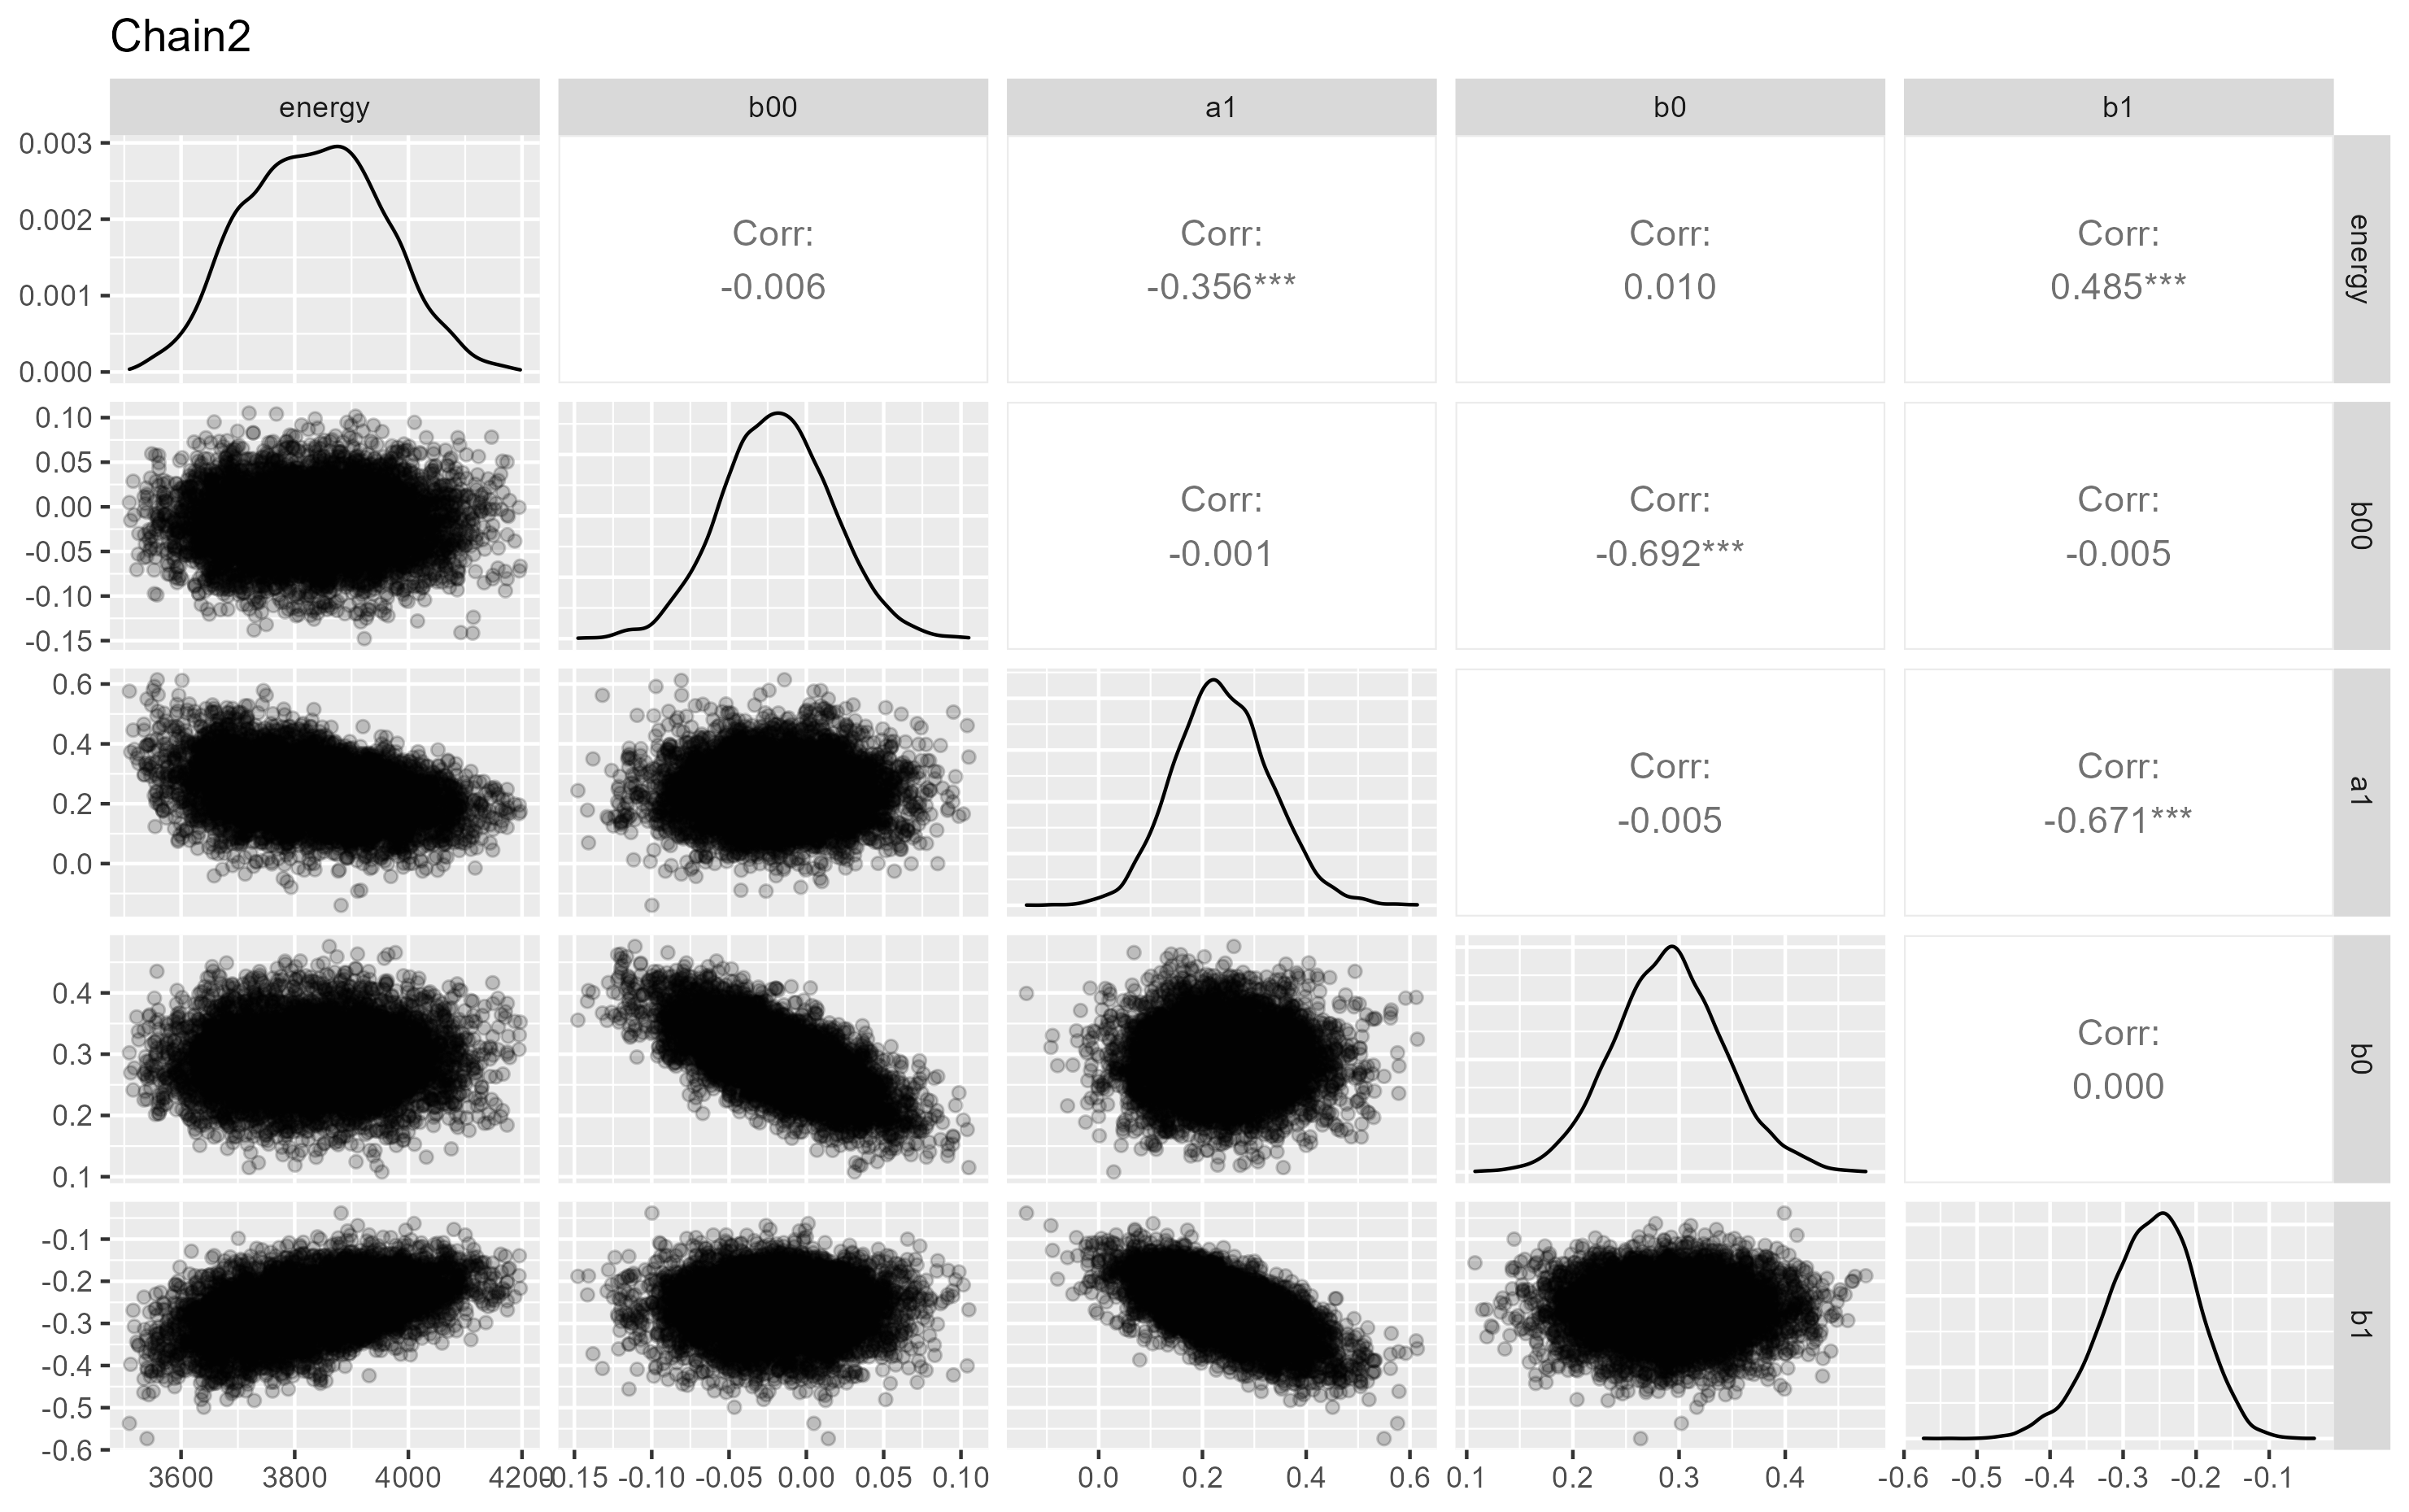 Chain2
energy b00 a1 b0 b1
0.003
0.002
0.001
0.000
Corr:
-0.006
Corr:
-0.356***
Corr:
0.010
Corr:
0.485***
energy
0.10
0.05
0.00
-0.05
-0.10
-0.15
Corr:
-0.001
Corr:
-0.692***
Corr:
-0.005
b00
0.6
0.4
0.2
0.0
Corr:
-0.005
Corr:
-0.671***
a1
0.4
0.3
0.2
0.1
Corr:
0.000
b0
-0.1
-0.2
-0.3
-0.4
-0.5
-0.6
b1
3600 3800 4000 4200 -0.15 -0.10 -0.05 0.00 0.05 0.10 0.0 0.2 0.4 0.6 0.1 0.2 0.3 0.4 -0.6 -0.5 -0.4 -0.3 -0.2 -0.1